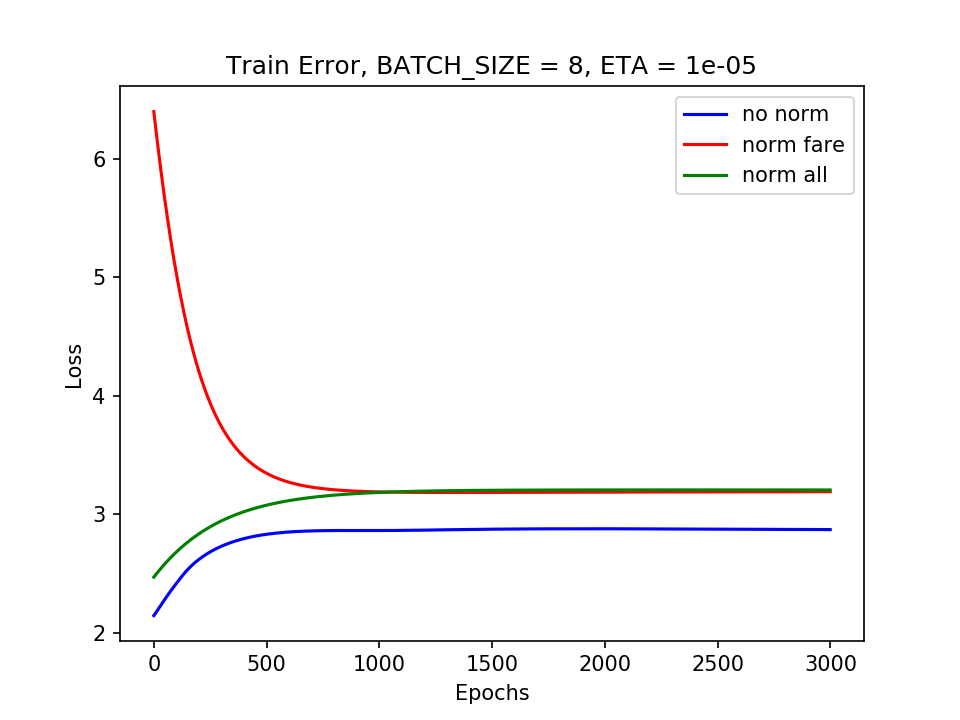 Train Error, BATCH_SIZE = 8, ETA = 1e-05
no norm
norm fare
norm all
6
5
4
3
2
Loss
0 500 1000 1500 2000 2500 3000
Epochs